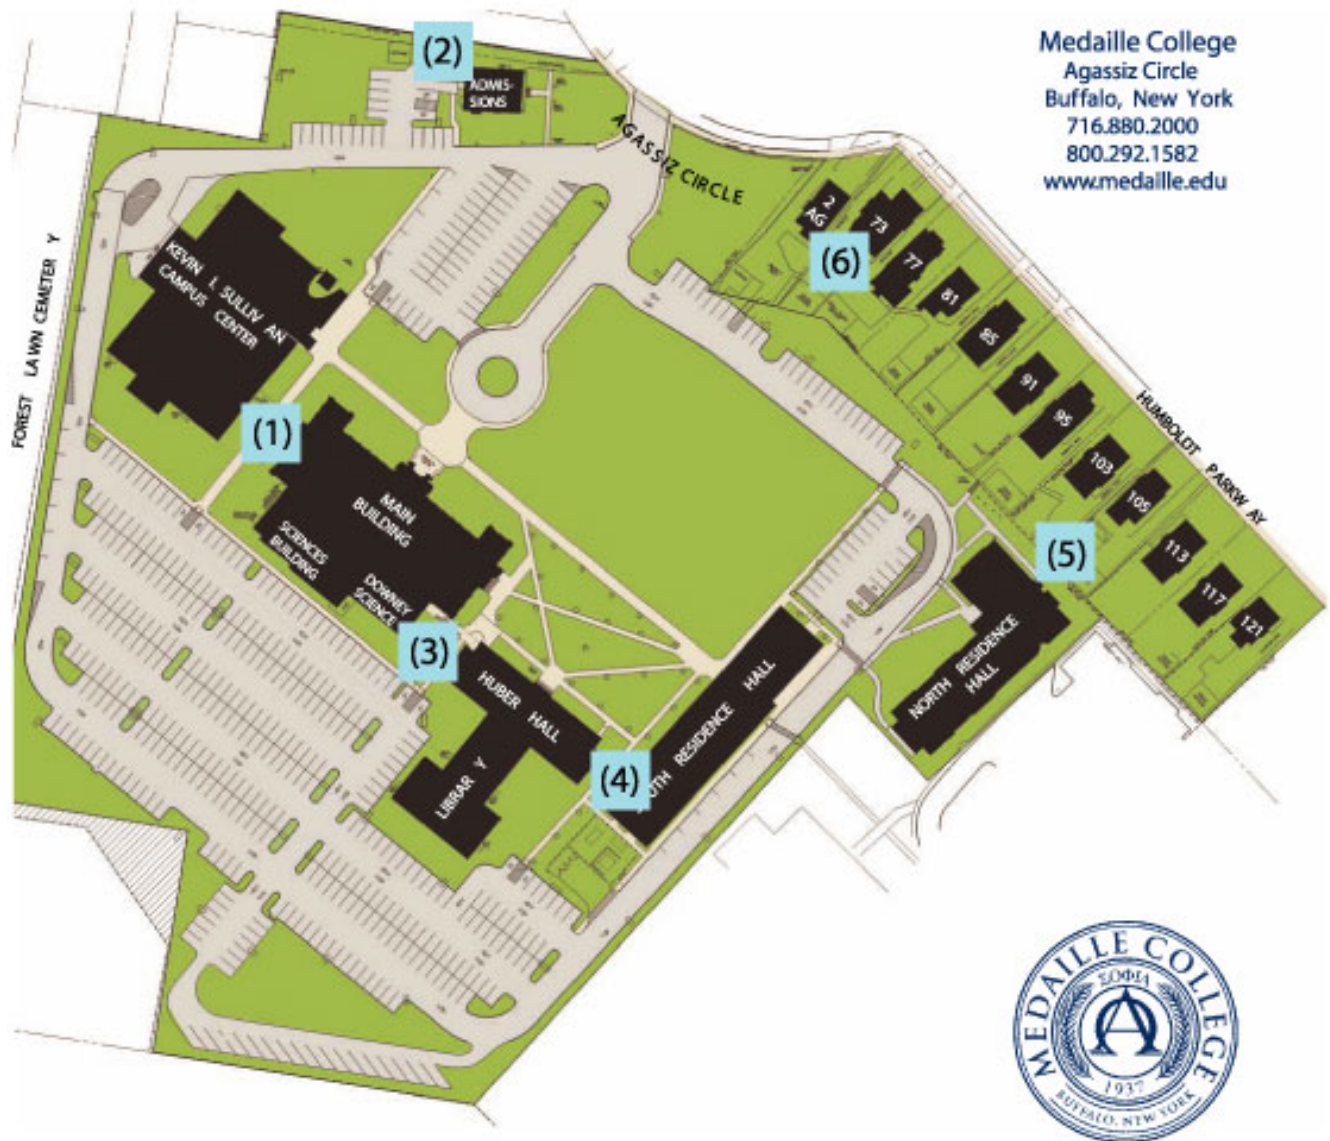 Medaille College
Agassiz Circle
Buffalo, New York
716.880.2000
800.292.1582
www.medaille.edu
(2)
ADMIS-
SIONS
AGASSIZ CIRCLE
2
AG
73
(6)
77
81
85
91
95
103
105
113
117
121
HUMBOLDT PARKW AY
FOREST LAWN CEMETER Y
KEVIN I. SULLIV AN
CAMPUS CENTER
(1)
MAIN
BUILDING
SCIENCES
BUILDING
DOWNEY
SCIENCE
(3)
HUBER HALL
LIBRAR Y
(4)
UTH RESIDENCE HALL
(5)
NORTH RESIDENCE
HALL
MEDAILLE COLLEGE
ΣΟΦΙΑ
ΑΩ
1937
BUFFALO, NEW YORK